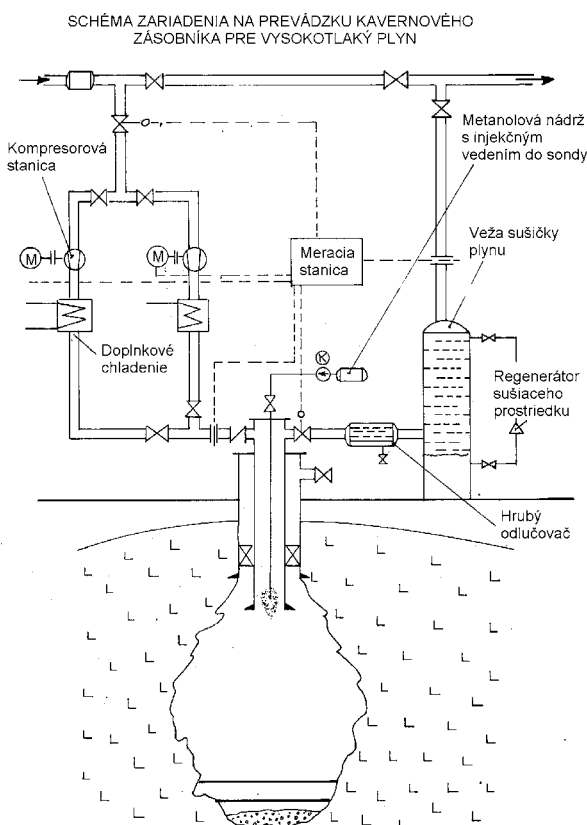 SCHÉMA ZARIADENIA NA PREVÁDZKU KAVERNOVÉHO
ZÁSOBNÍKA PRE VYSOKOTLAKÝ PLYN
Metanolová nádrž
s injekčným
vedením do sondy
Kompresorová
stanica
Veža sušičky
plynu
M
M
Meracia
stanica
Doplnkové
chladenie
K
Regenerátor
sušiaceho
prostriedku
Hrubý
odlučovač